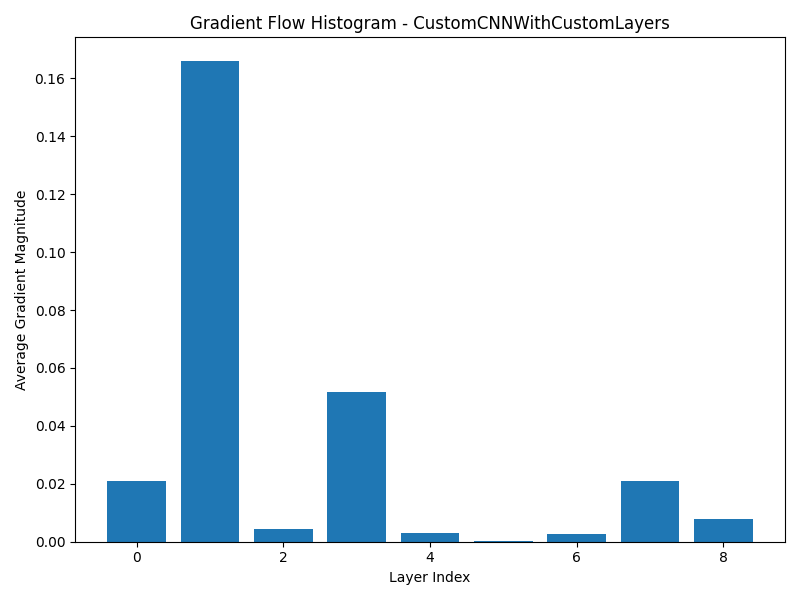 Gradient Flow Histogram - CustomCNNWithCustomLayers
0.16
0.14
0.12
0.10
0.08
0.06
0.04
0.02
0.00
Average Gradient Magnitude
0 2 4 6 8
Layer Index